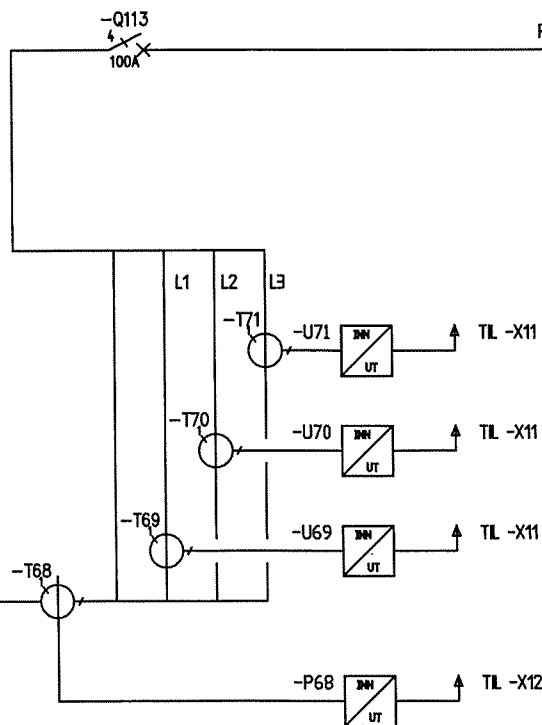 -Q113
4
100A
F
L1
L2
L3
-T71
-U71
INN
UT
TIL -X11
-T70
-U70
INN
UT
TIL -X11
-T69
-U69
INN
UT
TIL -X11
-T68
-P68
INN
UT
TIL -X12